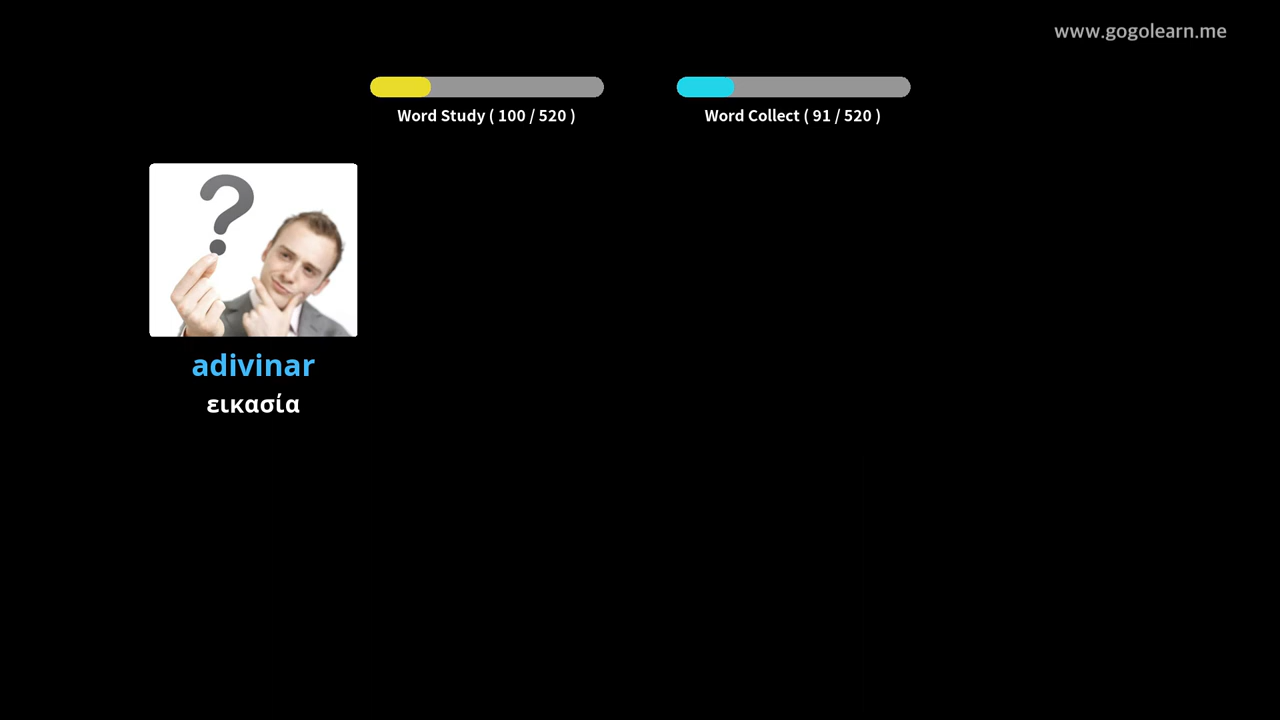 www.gogolearn.me
Word Study ( 100 / 520 )
Word Collect ( 91 / 520 )
?
adivinar
εικασία